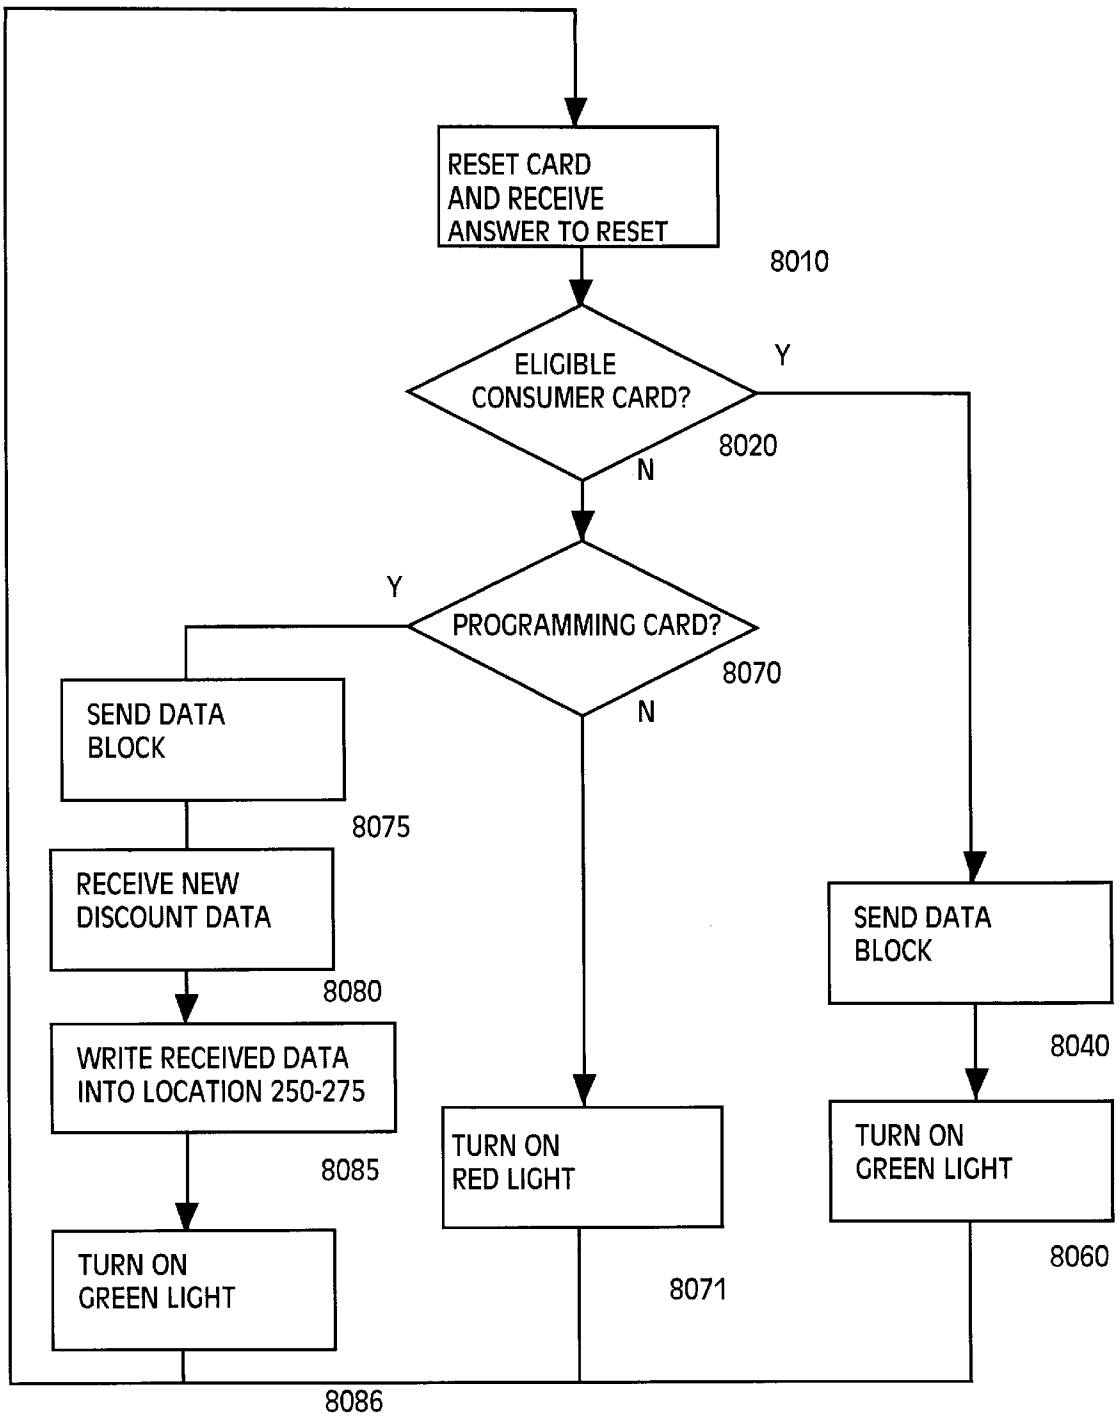 RESET CARD
AND RECEIVE
ANSWER TO RESET
8010
ELIGIBLE
CONSUMER CARD?
Y
8020
N
PROGRAMMING CARD?
Y
8070
N
SEND DATA
BLOCK
8075
RECEIVE NEW
DISCOUNT DATA
8080
WRITE RECEIVED DATA
INTO LOCATION 250-275
8085
TURN ON
GREEN LIGHT
8086
TURN ON
RED LIGHT
8071
SEND DATA
BLOCK
8040
TURN ON
GREEN LIGHT
8060